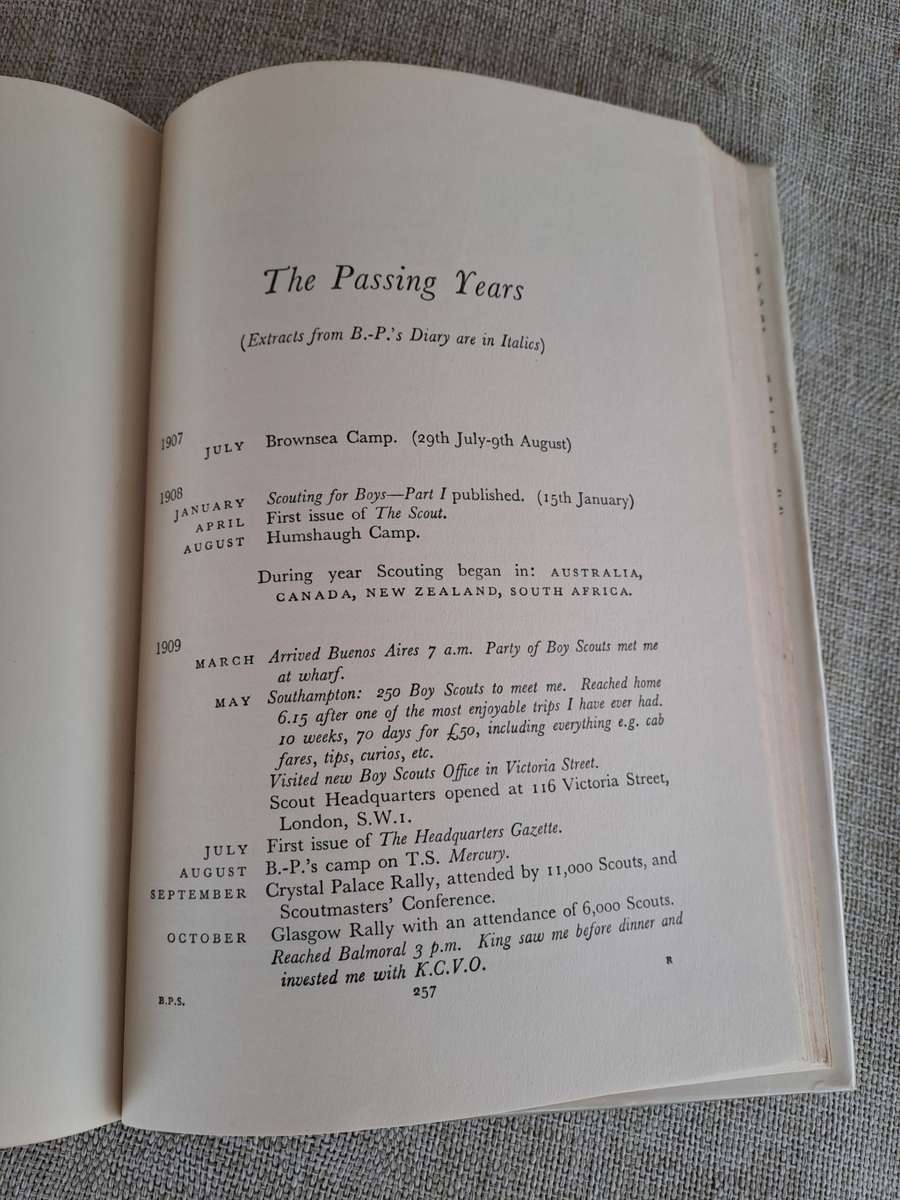 The Passing Years
(Extracts from B.-P.'s Diary are in Italics)
1907
JULY Brownsea Camp. (29th July-9th August)
1908
JANUARY Scouting for Boys—Part I published. (15th January)
APRIL First issue of The Scout.
AUGUST Humshaugh Camp.
During year Scouting began in: AUSTRALIA,
CANADA, NEW ZEALAND, SOUTH AFRICA.
1909
MARCH Arrived Buenos Aires 7 a.m. Party of Boy Scouts met me
at wharf.
MAY Southampton: 250 Boy Scouts to meet me. Reached home
6.15 after one of the most enjoyable trips I have ever had.
10 weeks, 70 days for £50, including everything e.g. cab
fares, tips, curios, etc.
Visited new Boy Scouts Office in Victoria Street.
Scout Headquarters opened at 116 Victoria Street,
London, S.W.1.
JULY First issue of The Headquarters Gazette.
AUGUST B.-P.'s camp on T.S. Mercury.
SEPTEMBER Crystal Palace Rally, attended by 11,000 Scouts, and
Scoutmasters' Conference.
OCTOBER Glasgow Rally with an attendance of 6,000 Scouts.
Reached Balmoral 3 p.m. King saw me before dinner and
invested me with K.C.V.O.
B.P.S. 257 R